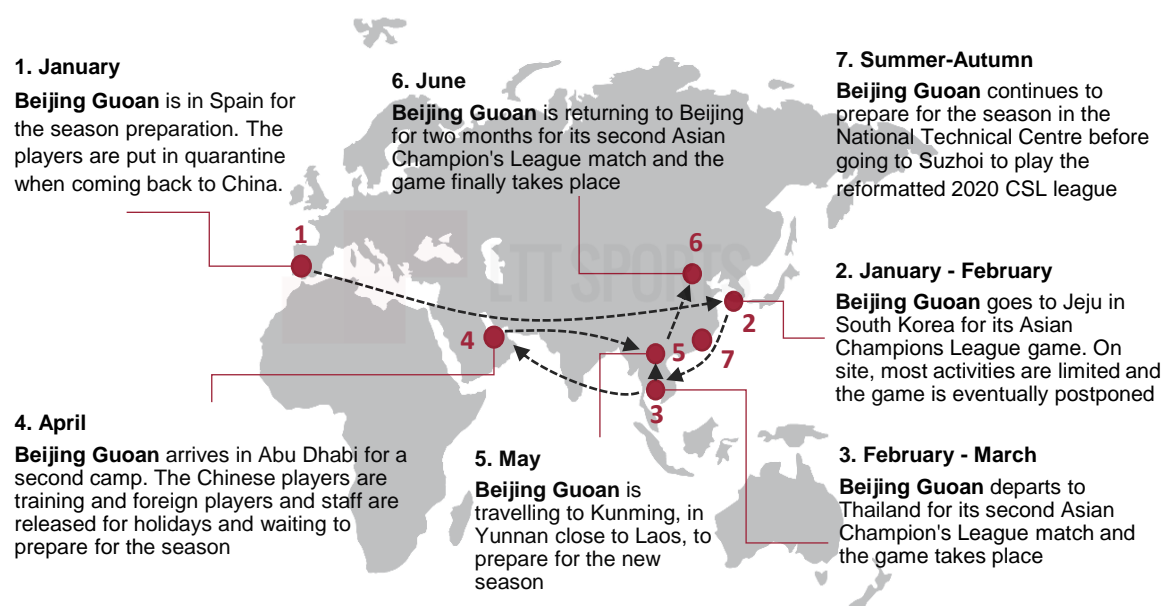 1. January
Beijing Guoan is in Spain for
the season preparation. The
players are put in quarantine
when coming back to China.
6. June
Beijing Guoan is returning to Beijing
for two months for its second Asian
Champion's League match and the
game finally takes place
7. Summer-Autumn
Beijing Guoan continues to
prepare for the season in the
National Technical Centre before
going to Suzhoi to play the
reformatted 2020 CSL league
2. January - February
Beijing Guoan goes to Jeju in
South Korea for its Asian
Champions League game. On
site, most activities are limited and
the game is eventually postponed
3. February - March
Beijing Guoan departs to
Thailand for its second Asian
Champion's League match and
the game takes place
4. April
Beijing Guoan arrives in Abu Dhabi for a
second camp. The Chinese players are
training and foreign players and staff are
released for holidays and waiting to
prepare for the season
5. May
Beijing Guoan is
travelling to Kunming, in
Yunnan close to Laos, to
prepare for the new
season
1
6
2
4
5
7
3
LTT SPORTS